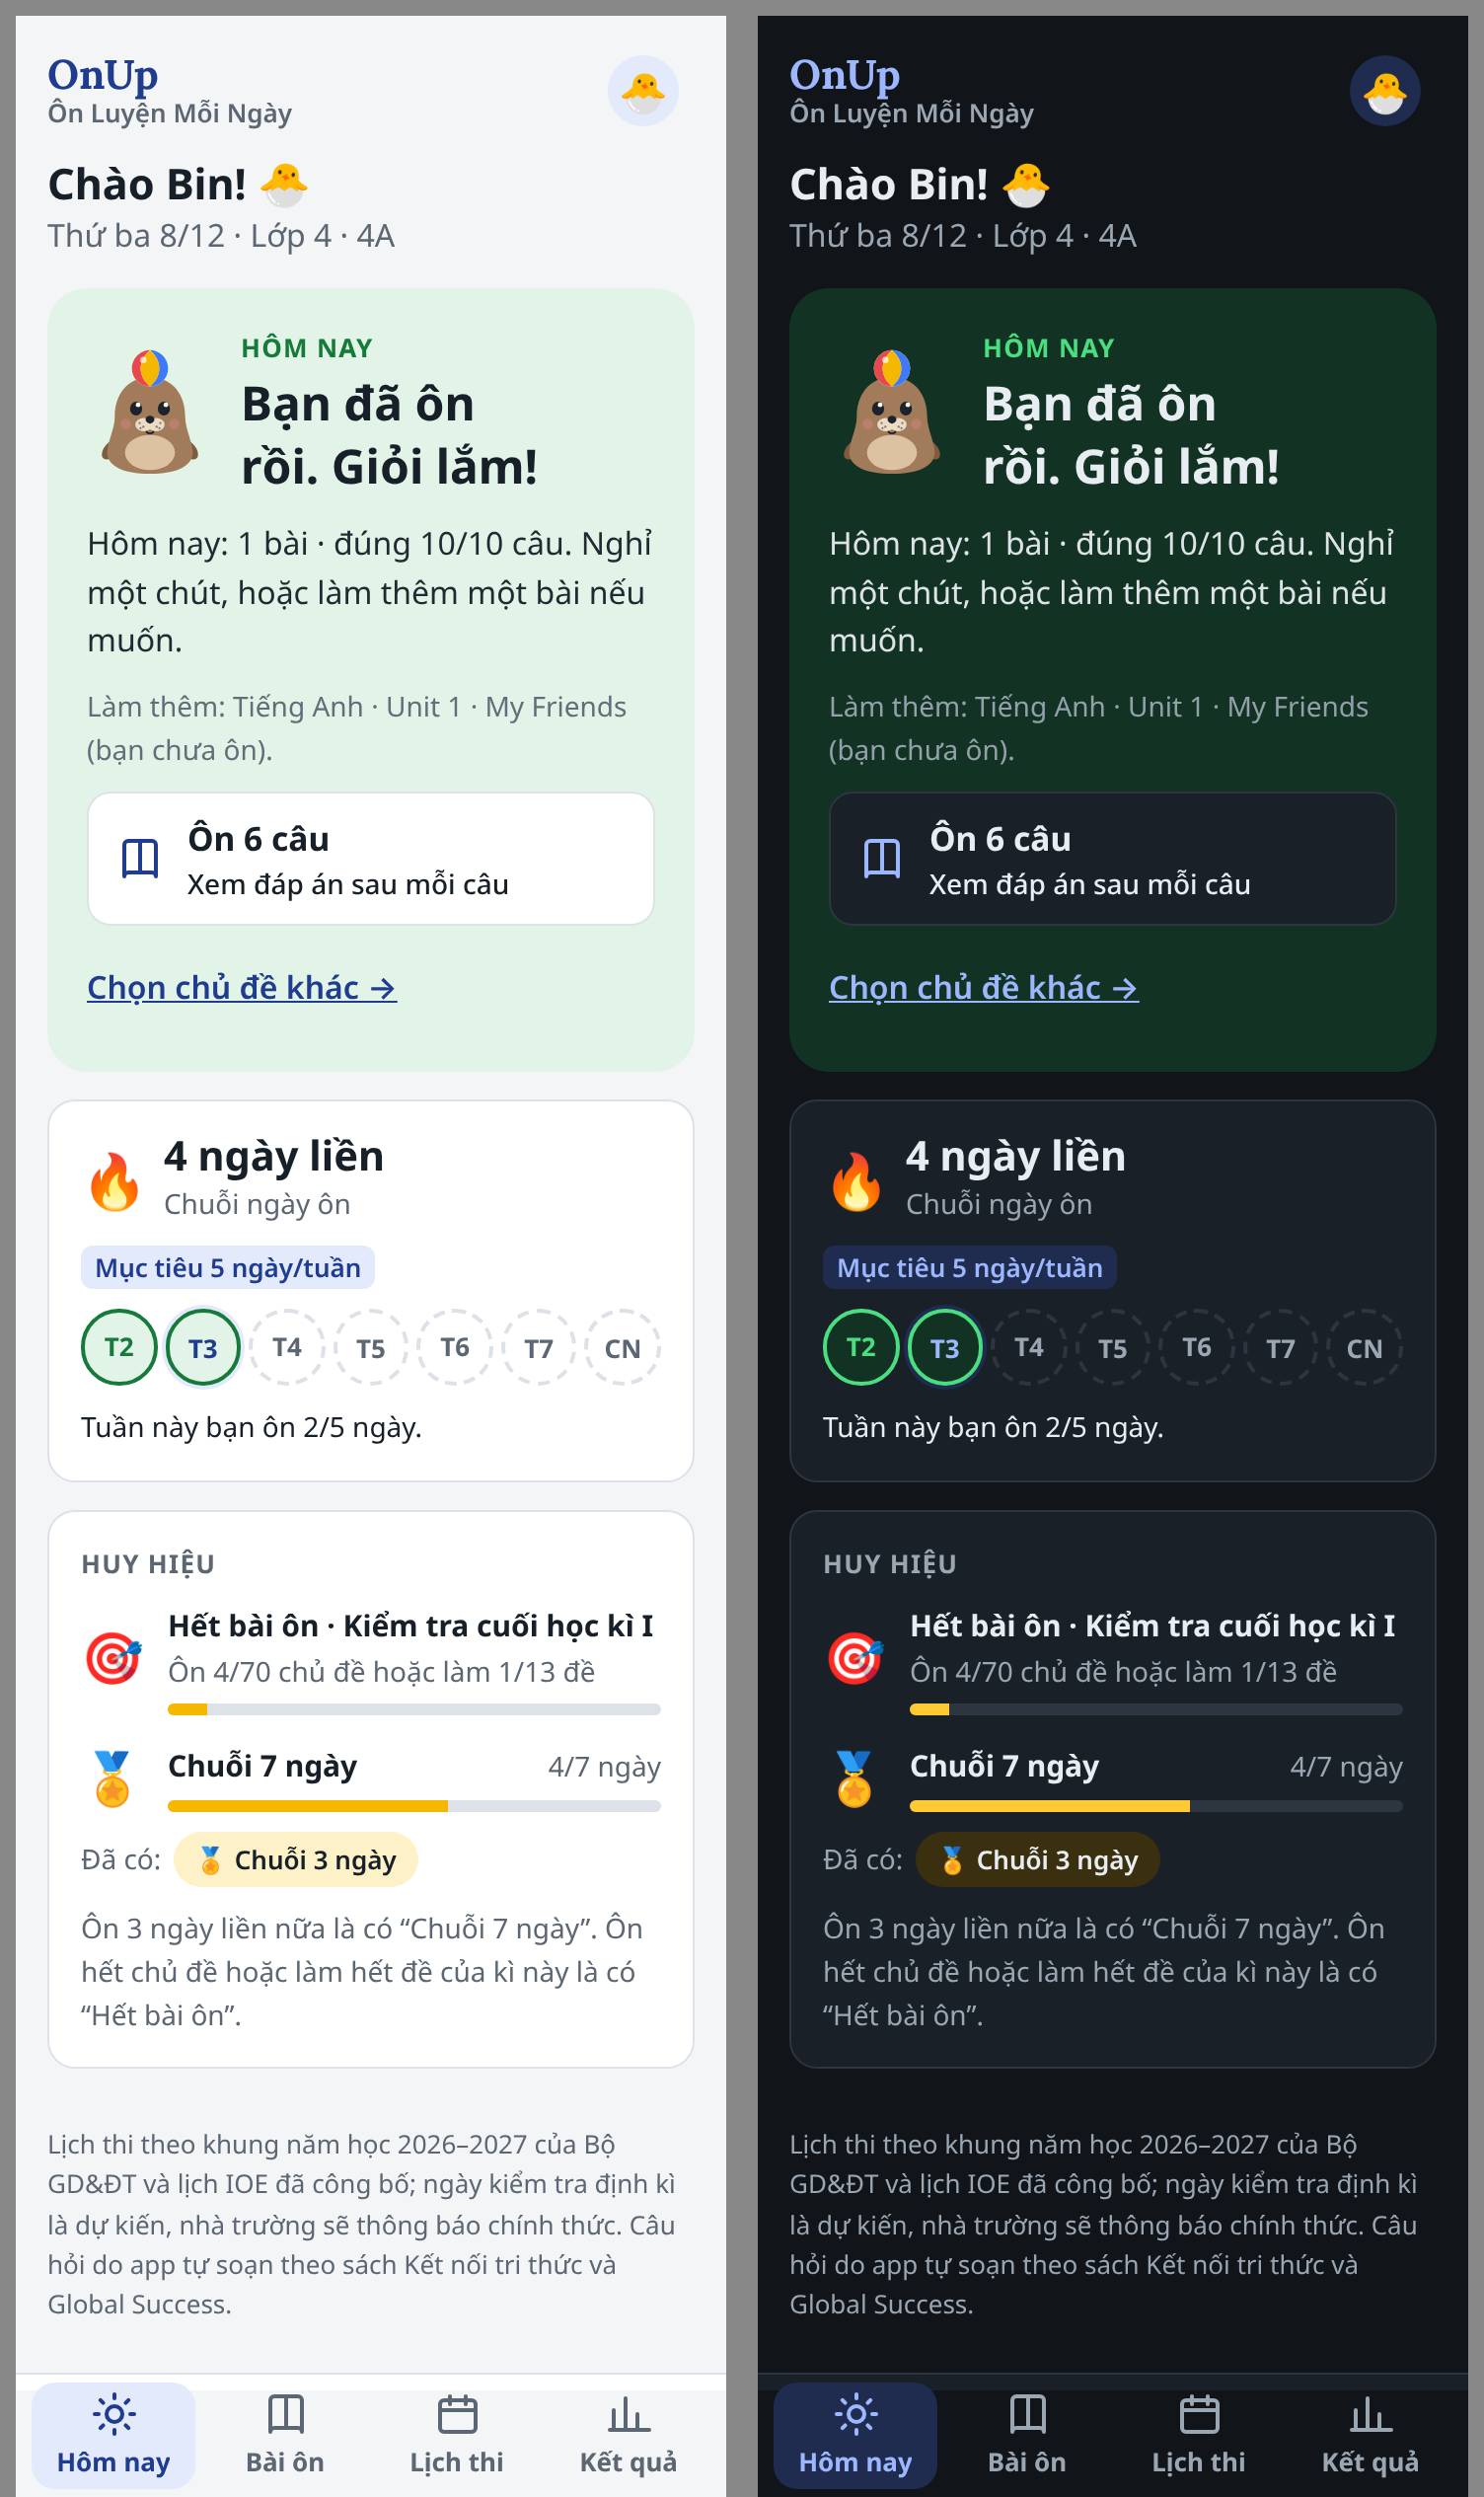 OnUp
Ôn Luyện Mỗi Ngày
Chào Bin!
Thứ ba 8/12 · Lớp 4 · 4A
HÔM NAY
Bạn đã ôn
rồi. Giỏi lắm!
Hôm nay: 1 bài · đúng 10/10 câu. Nghỉ
một chút, hoặc làm thêm một bài nếu
muốn.
Làm thêm: Tiếng Anh · Unit 1 · My Friends
(bạn chưa ôn).
Ôn 6 câu
Xem đáp án sau mỗi câu
Chọn chủ đề khác →
4 ngày liền
Chuỗi ngày ôn
Mục tiêu 5 ngày/tuần
T2 T3 T4 T5 T6 T7 CN
Tuần này bạn ôn 2/5 ngày.
HUY HIỆU
Hết bài ôn · Kiểm tra cuối học kì I
Ôn 4/70 chủ đề hoặc làm 1/13 đề
Chuỗi 7 ngày 4/7 ngày
Đã có: Chuỗi 3 ngày
Ôn 3 ngày liền nữa là có “Chuỗi 7 ngày”. Ôn
hết chủ đề hoặc làm hết đề của kì này là có
“Hết bài ôn”.
Lịch thi theo khung năm học 2026–2027 của Bộ
GD&ĐT và lịch IOE đã công bố; ngày kiểm tra định kì
là dự kiến, nhà trường sẽ thông báo chính thức. Câu
hỏi do app tự soạn theo sách Kết nối tri thức và
Global Success.
Hôm nay Bài ôn Lịch thi Kết quả
OnUp
Ôn Luyện Mỗi Ngày
Chào Bin!
Thứ ba 8/12 · Lớp 4 · 4A
HÔM NAY
Bạn đã ôn
rồi. Giỏi lắm!
Hôm nay: 1 bài · đúng 10/10 câu. Nghỉ
một chút, hoặc làm thêm một bài nếu
muốn.
Làm thêm: Tiếng Anh · Unit 1 · My Friends
(bạn chưa ôn).
Ôn 6 câu
Xem đáp án sau mỗi câu
Chọn chủ đề khác →
4 ngày liền
Chuỗi ngày ôn
Mục tiêu 5 ngày/tuần
T2 T3 T4 T5 T6 T7 CN
Tuần này bạn ôn 2/5 ngày.
HUY HIỆU
Hết bài ôn · Kiểm tra cuối học kì I
Ôn 4/70 chủ đề hoặc làm 1/13 đề
Chuỗi 7 ngày 4/7 ngày
Đã có: Chuỗi 3 ngày
Ôn 3 ngày liền nữa là có “Chuỗi 7 ngày”. Ôn
hết chủ đề hoặc làm hết đề của kì này là có
“Hết bài ôn”.
Lịch thi theo khung năm học 2026–2027 của Bộ
GD&ĐT và lịch IOE đã công bố; ngày kiểm tra định kì
là dự kiến, nhà trường sẽ thông báo chính thức. Câu
hỏi do app tự soạn theo sách Kết nối tri thức và
Global Success.
Hôm nay Bài ôn Lịch thi Kết quả